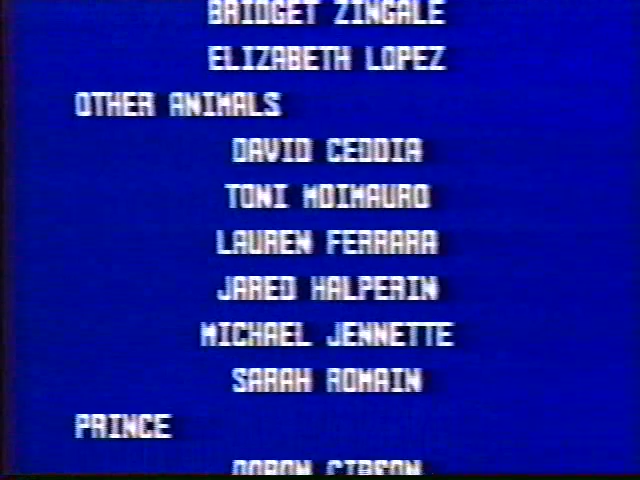 BRIDGET ZINGALE
ELIZABETH LOPEZ
OTHER ANIMALS
DAVID CEDDIA
TONI MOIMAURO
LAUREN FERRARA
JARED HALPERIN
MICHAEL JENNETTE
SARAH ROMAIN
PRINCE